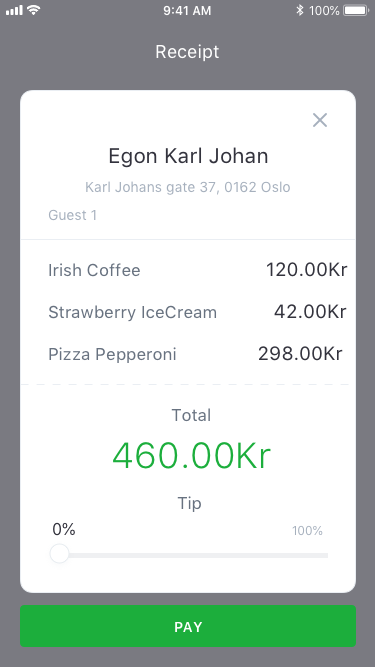 9:41 AM 100%
Receipt
Egon Karl Johan
Karl Johans gate 37, 0162 Oslo
Guest 1
Irish Coffee 120.00Kr
Strawberry IceCream 42.00Kr
Pizza Pepperoni 298.00Kr
Total
460.00Kr
Tip
0% 100%
PAY